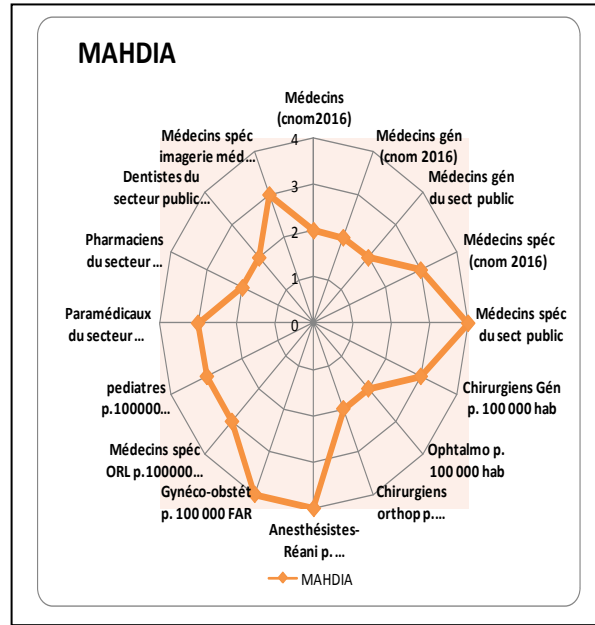 MAHDIA
Médecins
(cnom2016)
Médecins gén
(cnom 2016)
Médecins gén
du sect public
Médecins spéc
(cnom 2016)
Médecins spéc
du sect public
Chirurgiens Gén
p. 100 000 hab
Ophtalmo p.
100 000 hab
Chirurgiens
orthop p. ...
Anesthésistes-
Réani p. ...
Gynéco-obstét
p. 100 000 FAR
Médecins spéc
ORL p.100000...
pediatres
p.100000...
Paramédicaux
du secteur ...
Pharmaciens
du secteur ...
Dentistes du
secteur public...
Médecins spéc
imagerie méd ...
4
3
2
1
0
MAHDIA